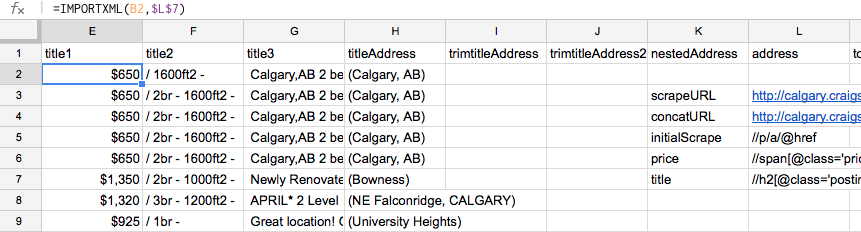 fx =IMPORTXML(B2,$L$7)
E F G H I J K L
1 title1 title2 title3 titleAddress trimtitleAddress trimtitleAddress2 nestedAddress address to
2 $650 / 1600ft2 - Calgary,AB 2 be (Calgary, AB)
3 $650 / 2br - 1600ft2 - Calgary,AB 2 be (Calgary, AB) scrapeURL http://calgary.craigs
4 $650 / 2br - 1600ft2 - Calgary,AB 2 be (Calgary, AB) concatURL http://calgary.craigs
5 $650 / 2br - 1600ft2 - Calgary,AB 2 be (Calgary, AB) initialScrape //p/a/@href
6 $650 / 2br - 1600ft2 - Calgary,AB 2 be (Calgary, AB) price //span[@class='pric
7 $1,350 / 2br - 1000ft2 - Newly Renovate (Bowness) title //h2[@class='postin
8 $1,320 / 3br - 1200ft2 - APRIL* 2 Level (NE Falconridge, CALGARY)
9 $925 / 1br - Great location! C (University Heights)